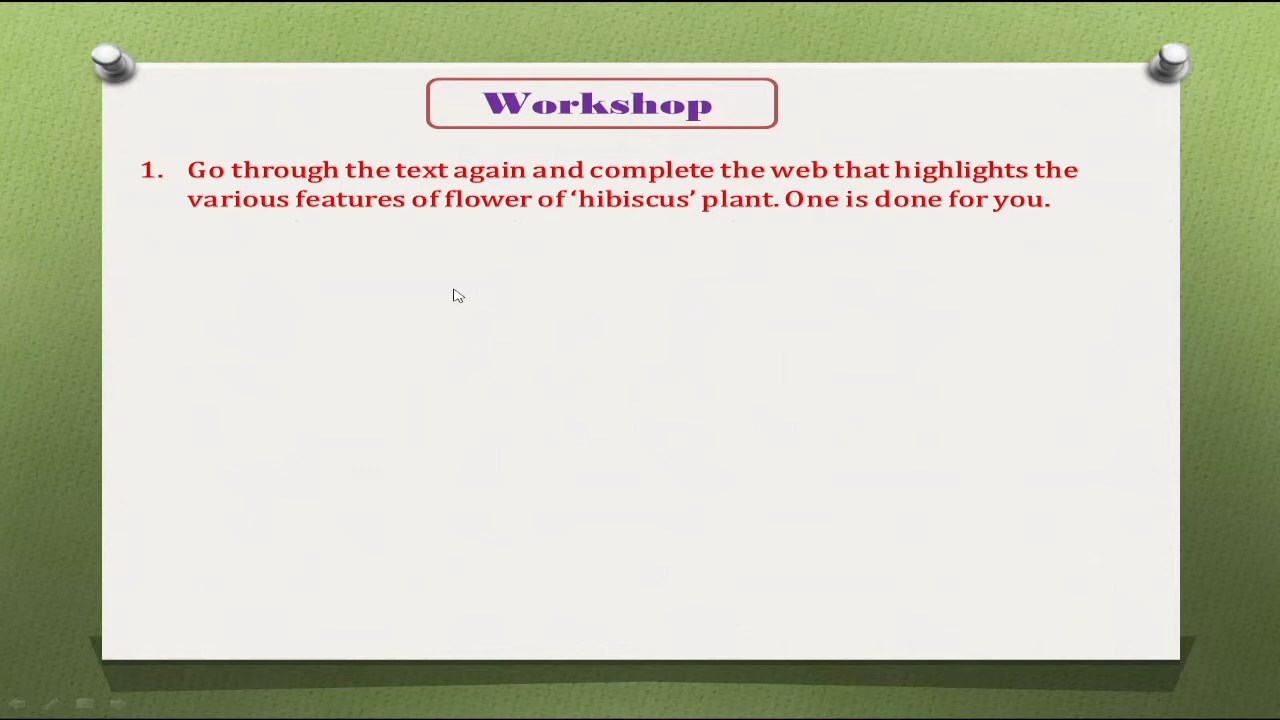 Workshop
1. Go through the text again and complete the web that highlights the
various features of flower of ‘hibiscus’ plant. One is done for you.